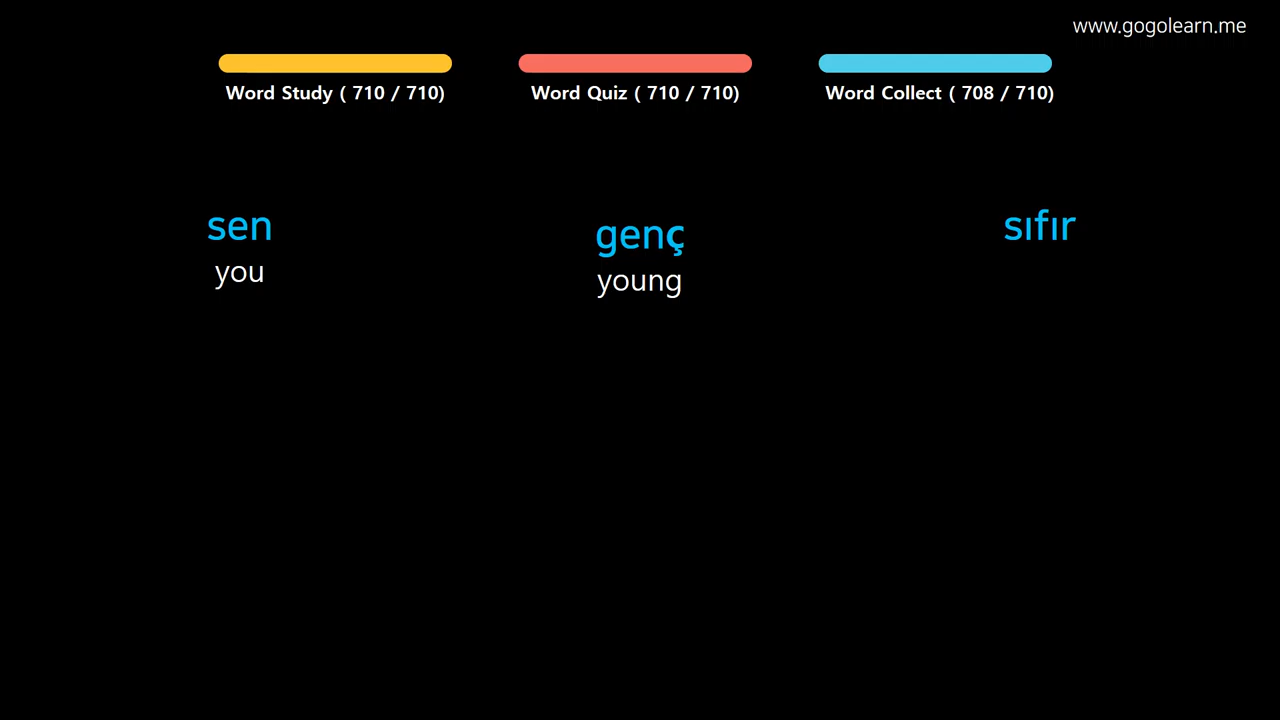 www.gogolearn.me
Word Study ( 710 / 710)
Word Quiz ( 710 / 710)
Word Collect ( 708 / 710)
sen
you
genç
young
sıfır